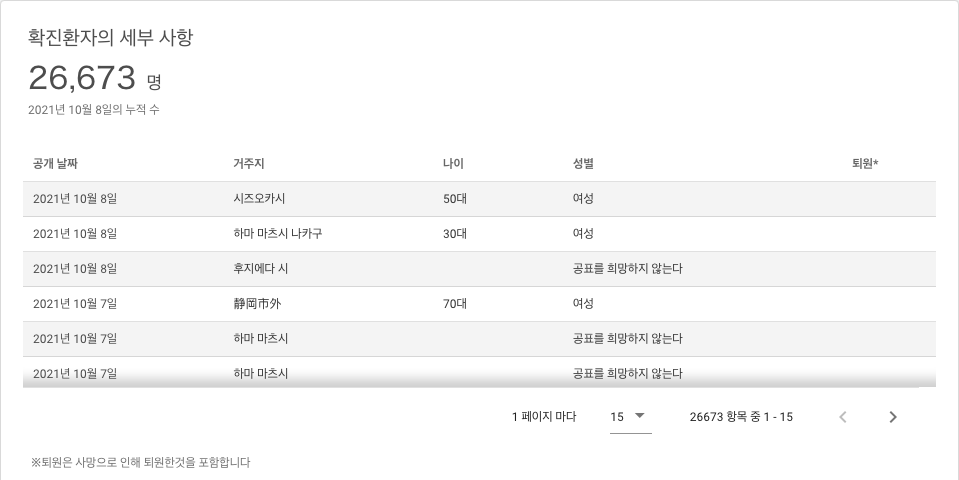 확진환자의 세부 사항
26,673 명
2021년 10월 8일의 누적 수
공개 날짜 거주지 나이 성별 퇴원*
2021년 10월 8일 시즈오카시 50대 여성
2021년 10월 8일 하마 마츠시 나카구 30대 여성
2021년 10월 8일 후지에다 시 공표를 희망하지 않는다
2021년 10월 7일 静岡市外 70대 여성
2021년 10월 7일 하마 마츠시 공표를 희망하지 않는다
2021년 10월 7일 하마 마츠시 공표를 희망하지 않는다
1 페이지 마다 15 26673 항목 중 1 - 15
※퇴원은 사망으로 인해 퇴원한것을 포함합니다